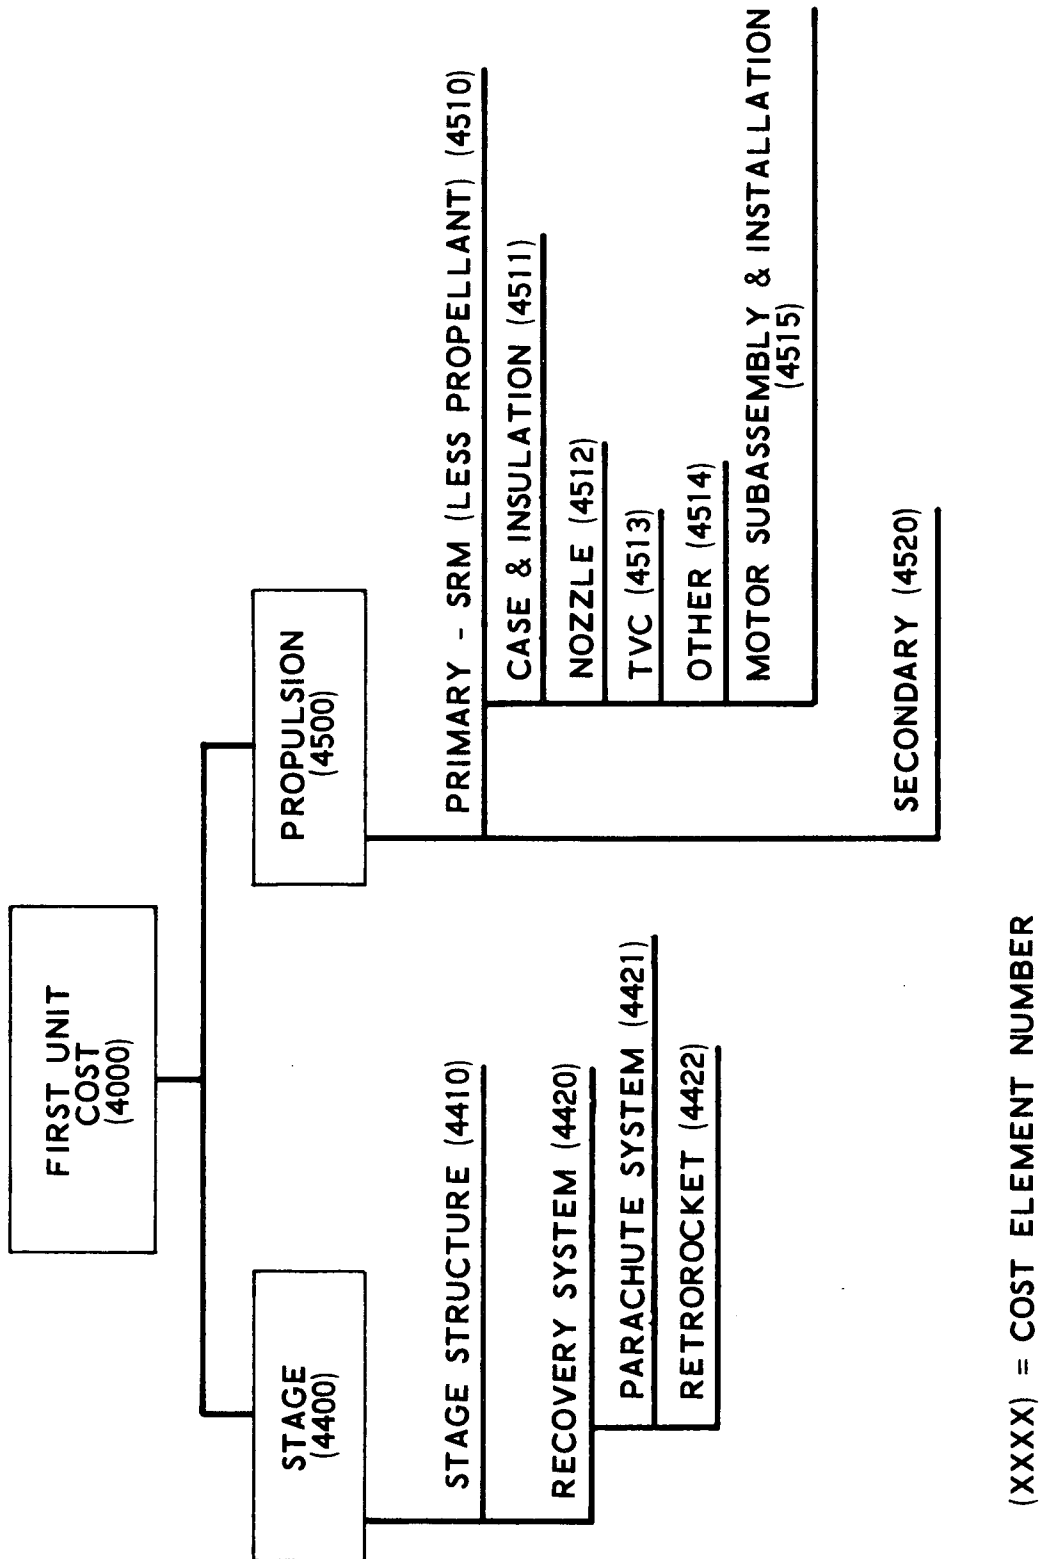 FIRST UNIT
COST
(4000)
STAGE
(4400)
STAGE STRUCTURE (4410)
RECOVERY SYSTEM (4420)
PARACHUTE SYSTEM (4421)
RETROROCKET (4422)
PROPULSION
(4500)
PRIMARY - SRM (LESS PROPELLANT) (4510)
CASE & INSULATION (4511)
NOZZLE (4512)
TVC (4513)
OTHER (4514)
MOTOR SUBASSEMBLY & INSTALLATION
(4515)
SECONDARY (4520)
(XXXX) = COST ELEMENT NUMBER